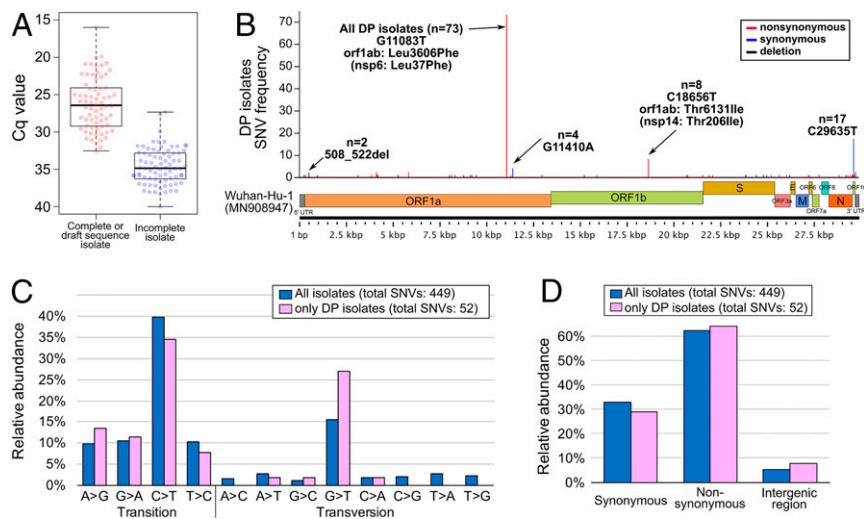 A
Cq value
15
20
25
30
35
40
Complete or
draft sequence
isolate
Incomplete
isolate
B
DP isolates
SNV frequency
70
60
50
40
30
20
10
0
All DP isolates (n=73)
G11083T
orf1ab: Leu3606Phe
(nsp6: Leu37Phe)
nonsynonymous
synonymous
deletion
n=2
508_522del
n=4
G11410A
n=8
C18656T
orf1ab: Thr6131Ile
(nsp14: Thr206Ile)
n=17
C29635T
Wuhan-Hu-1
(MN908947)
5' UTR
ORF1a
ORF1b
S
ORF3a
E
M
ORF6
ORF7a
ORF8
N
3' UTR
1 bp
2.5 kbp
5 kbp
7.5 kbp
10 kbp
12.5 kbp
15 kbp
17.5 kbp
20 kbp
22.5 kbp
25 kbp
27.5 kbp
C
All isolates (total SNVs: 449)
only DP isolates (total SNVs: 52)
Relative abundance
40%
35%
30%
25%
20%
15%
10%
5%
0%
A>G G>A C>T T>C A>C A>T G>C G>T C>A C>G T>A T>G
Transition Transversion
D
All isolates (total SNVs: 449)
only DP isolates (total SNVs: 52)
Relative abundance
60%
50%
40%
30%
20%
10%
0%
Synonymous
Non-
synonymous
Intergenic
region